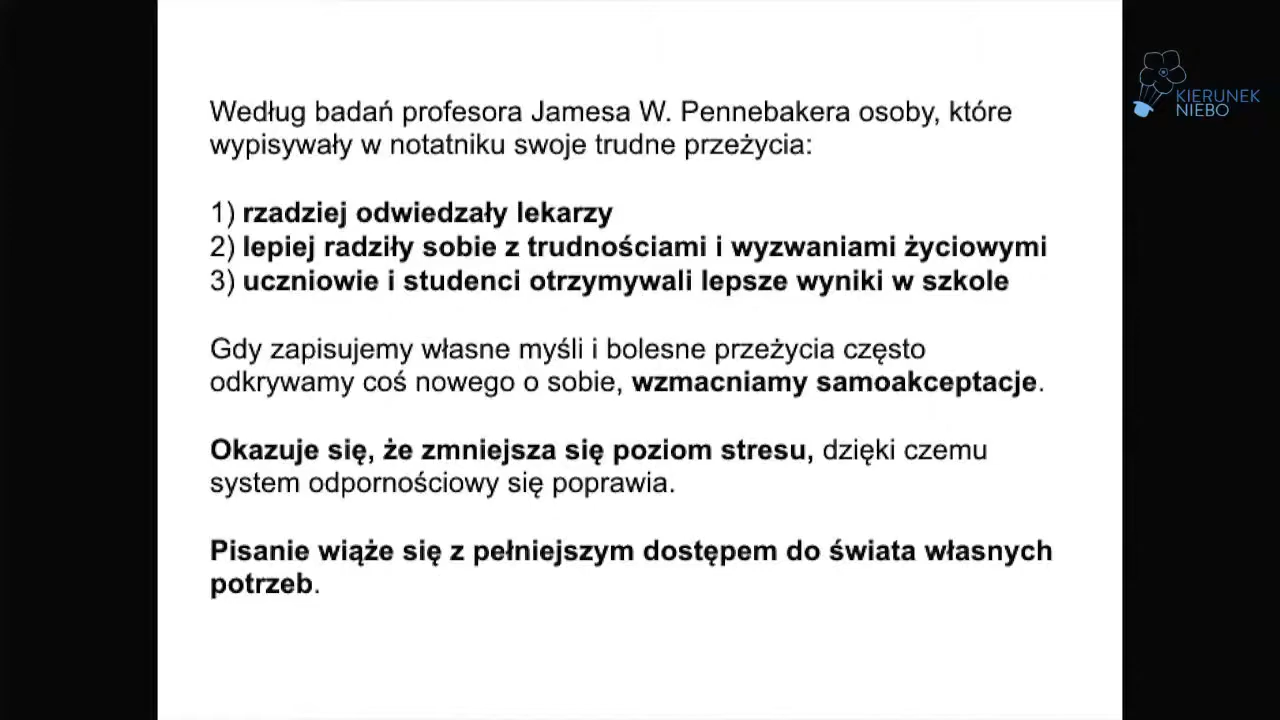 Według badań profesora Jamesa W. Pennebakera osoby, które
wypisywały w notatniku swoje trudne przeżycia:
1) rzadziej odwiedzały lekarzy
2) lepiej radziły sobie z trudnościami i wyzwaniami życiowymi
3) uczniowie i studenci otrzymywali lepsze wyniki w szkole
Gdy zapisujemy własne myśli i bolesne przeżycia często
odkrywamy coś nowego o sobie, wzmacniamy samoakceptacje.
Okazuje się, że zmniejsza się poziom stresu, dzięki czemu
system odpornościowy się poprawia.
Pisanie wiąże się z pełniejszym dostępem do świata własnych
potrzeb.
KIERUNEK
NIEBO